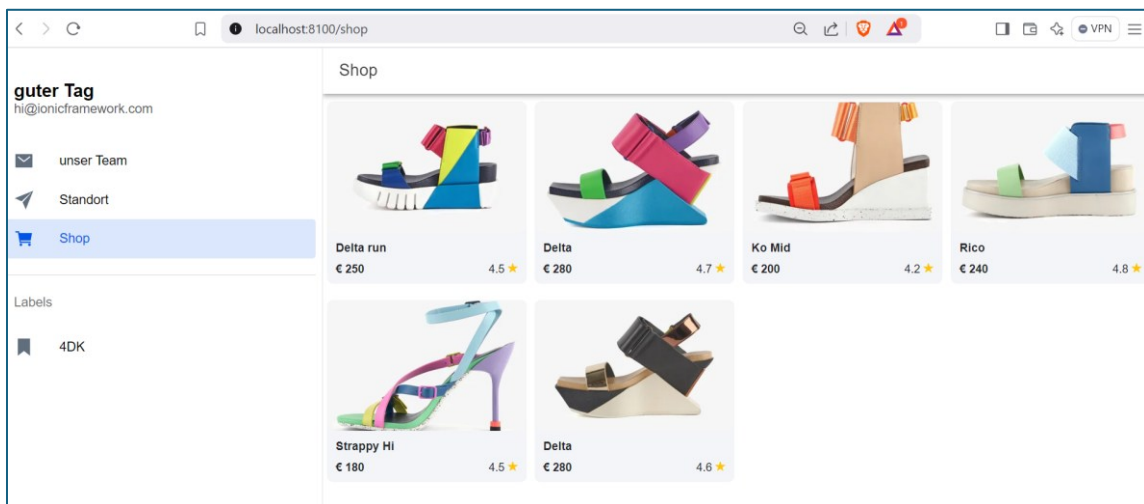 localhost:8100/shop
VPN
guter Tag
hi@ionicframework.com
unser Team
Standort
Shop
Labels
4DK
Shop
Delta run
€ 250 4.5
Delta
€ 280 4.7
Ko Mid
€ 200 4.2
Rico
€ 240 4.8
Strappy Hi
€ 180 4.5
Delta
€ 280 4.6